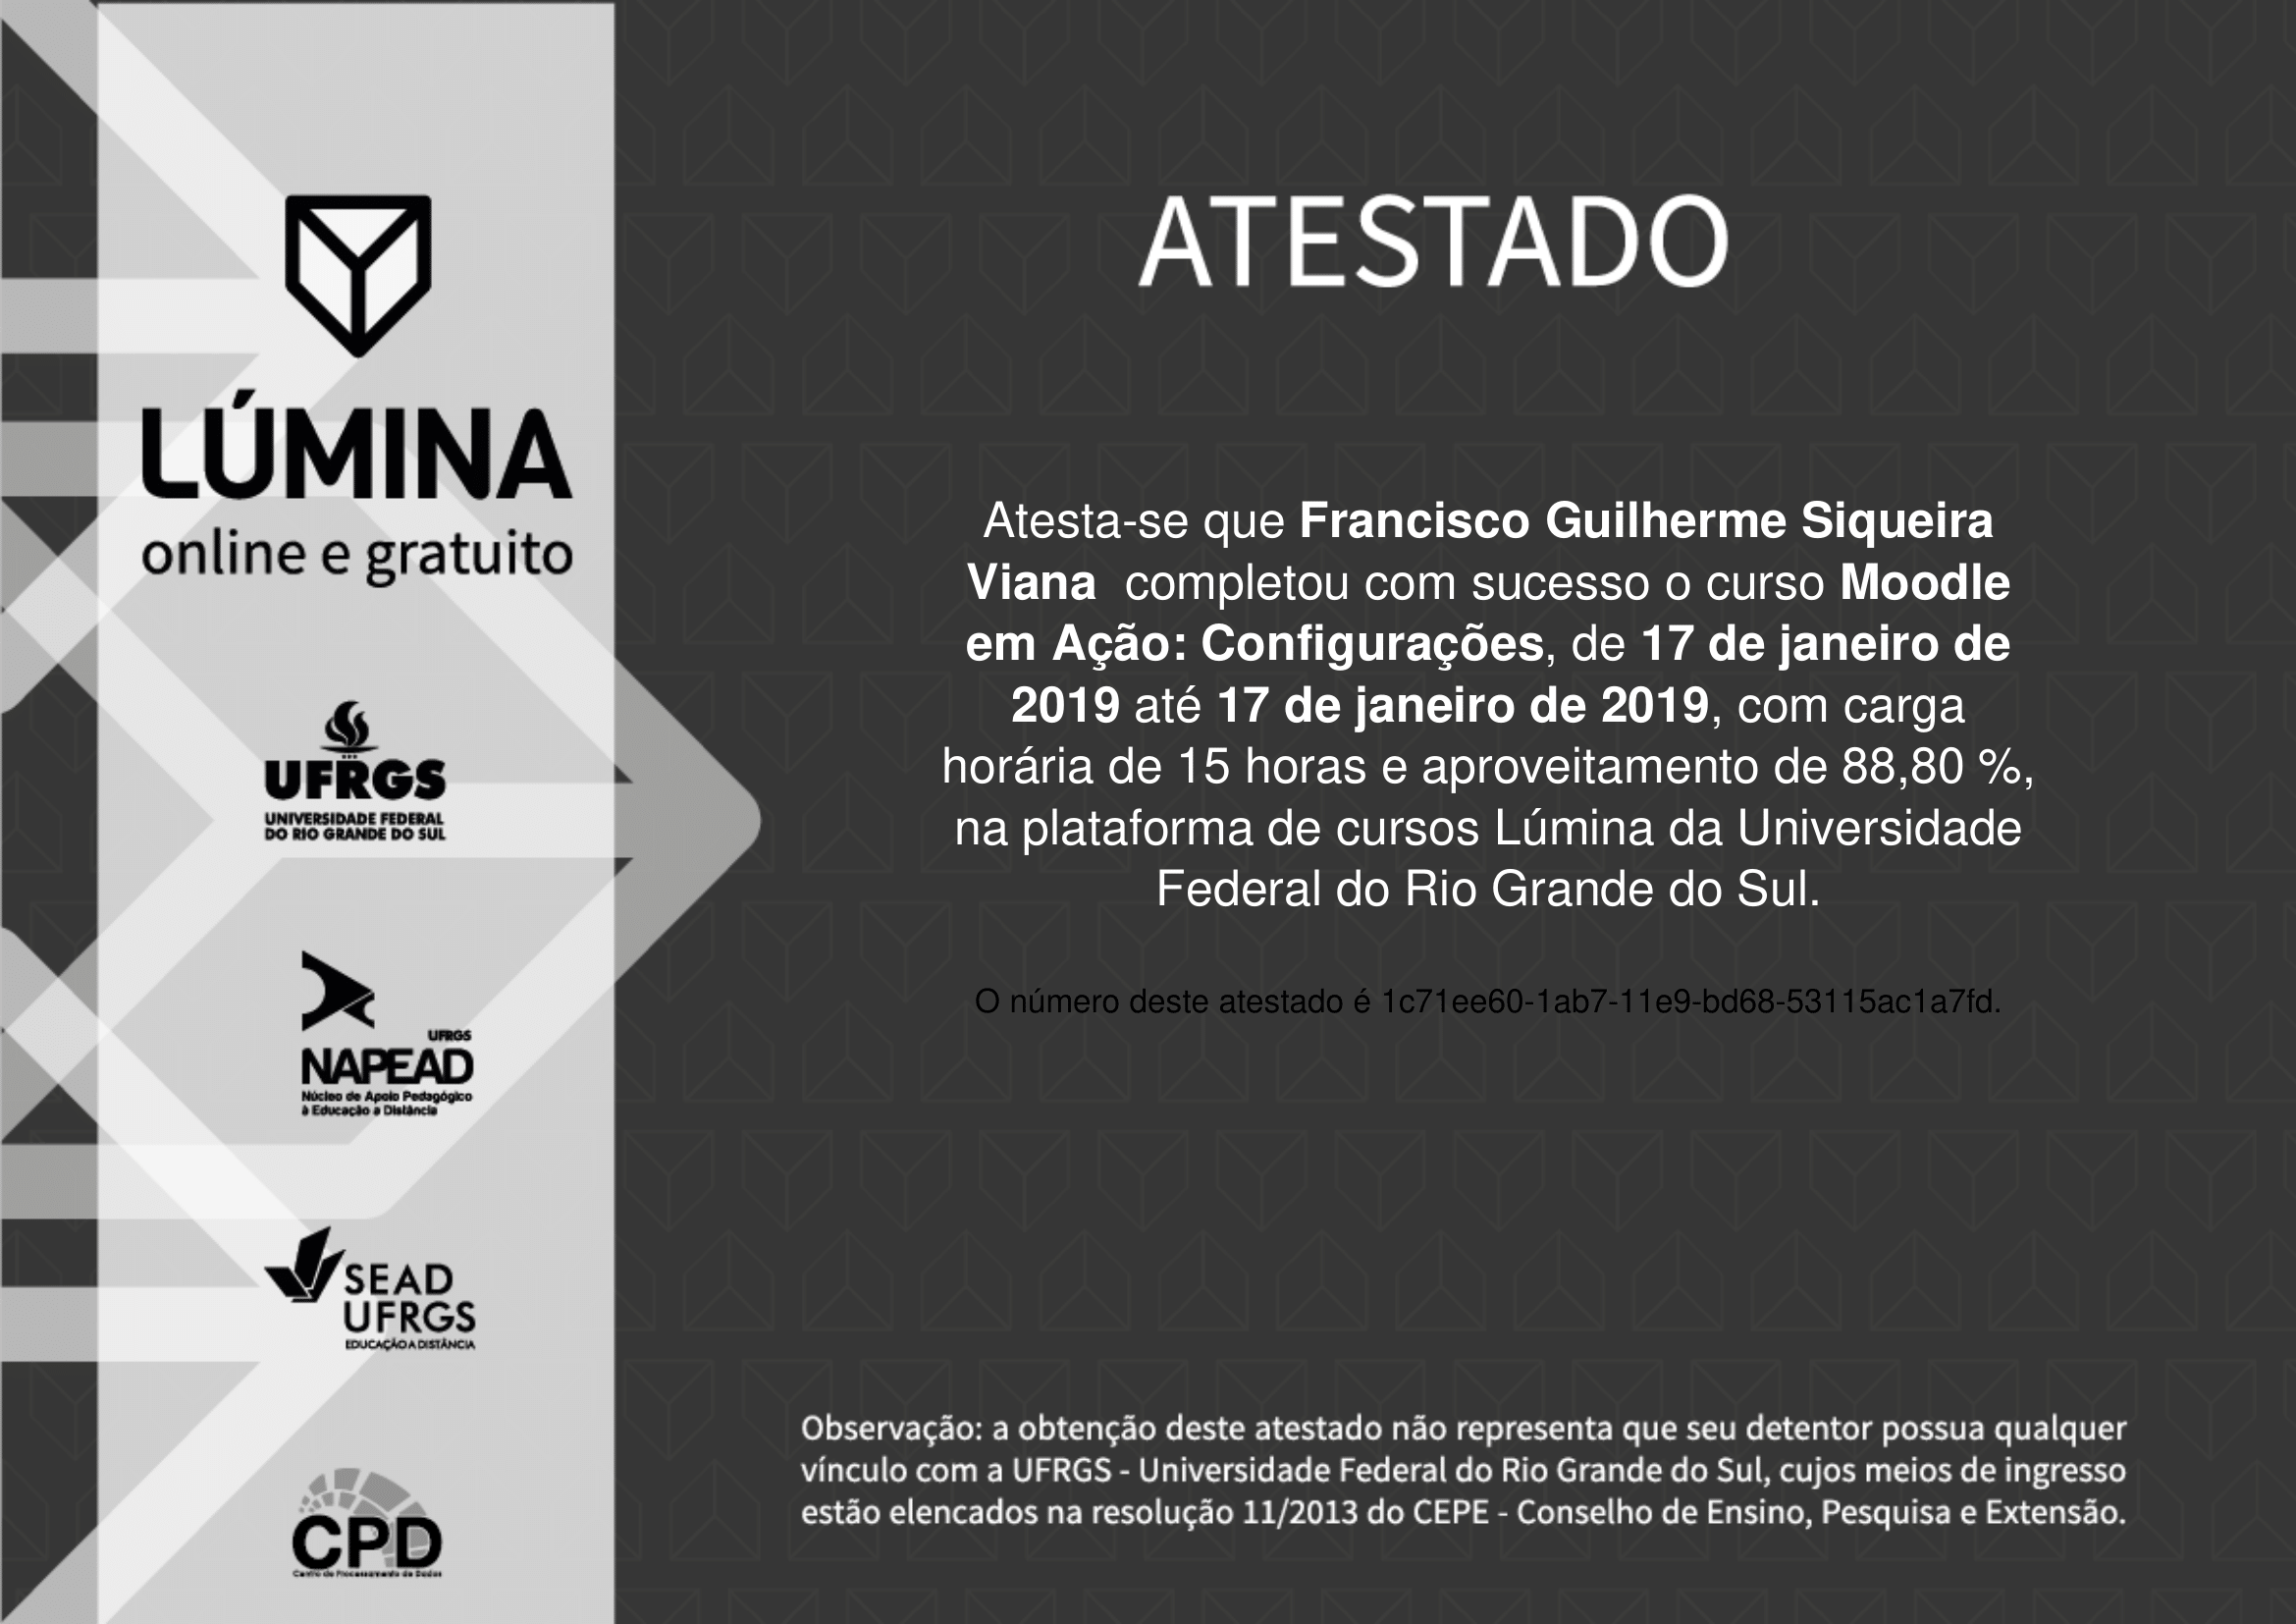 LÚMINA
online e gratuito
UFRGS
UNIVERSIDADE FEDERAL
DO RIO GRANDE DO SUL
UFRGS
NAPEAD
Núcleo de Apoio Pedagógico
à Educação a Distância
SEAD
UFRGS
EDUCAÇÃO A DISTÂNCIA
CPD
Centro de Processamento de Dados
ATESTADO
Atesta-se que Francisco Guilherme Siqueira
Viana completou com sucesso o curso Moodle
em Ação: Configurações, de 17 de janeiro de
2019 até 17 de janeiro de 2019, com carga
horária de 15 horas e aproveitamento de 88,80 %,
na plataforma de cursos Lúmina da Universidade
Federal do Rio Grande do Sul.
O número deste atestado é 1c71ee60-1ab7-11e9-bd68-53115ac1a7fd.
Observação: a obtenção deste atestado não representa que seu detentor possua qualquer
vínculo com a UFRGS - Universidade Federal do Rio Grande do Sul, cujos meios de ingresso
estão elencados na resolução 11/2013 do CEPE - Conselho de Ensino, Pesquisa e Extensão.